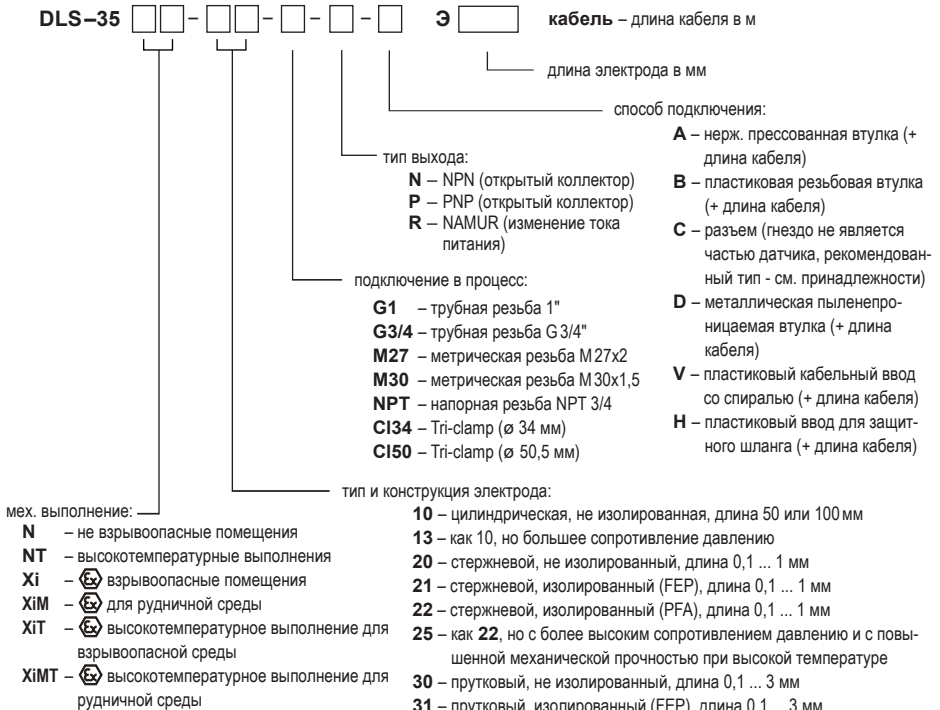 DLS–35 - - - - Э кабель – длина кабеля в м
длина электрода в мм
способ подключения:
A – нерж. прессованная втулка (+
длина кабеля)
B – пластиковая резьбовая втулка
(+ длина кабеля)
C – разъем (гнездо не является
частью датчика, рекомендован-
ный тип - см. принадлежности)
D – металлическая пыленепро-
ницаемая втулка (+ длина
кабеля)
V – пластиковый кабельный ввод
со спиралью (+ длина кабеля)
H – пластиковый ввод для защит-
ного шланга (+ длина кабеля)
тип выхода:
N – NPN (открытый коллектор)
P – PNP (открытый коллектор)
R – NAMUR (изменение тока
питания)
подключение в процесс:
G1 – трубная резьба 1"
G3/4 – трубная резьба G 3/4"
M27 – метрическая резьба M 27x2
M30 – метрическая резьба M 30x1,5
NPT – напорная резьба NPT 3/4
Cl34 – Tri-clamp (ø 34 мм)
Cl50 – Tri-clamp (ø 50,5 мм)
тип и конструкция электрода:
10 – цилиндрическая, не изолированная, длина 50 или 100 мм
13 – как 10, но большее сопротивление давлению
20 – стержневой, не изолированный, длина 0,1 ... 1 мм
21 – стержневой, изолированный (FEP), длина 0,1 ... 1 мм
22 – стержневой, изолированный (PFA), длина 0,1 ... 1 мм
25 – как 22, но с более высоким сопротивлением давлению и с повы-
шенной механической прочностью при высокой температуре
30 – прутковый, не изолированный, длина 0,1 ... 3 мм
31 – прутковый, изолированный (FEP), длина 0,1 ... 3 мм
мех. выполнение:
N – не взрывоопасные помещения
NT – высокотемпературные выполнения
Xi – Ex взрывоопасные помещения
XiM – Ex для рудничной среды
XiT – Ex высокотемпературное выполнение для
взрывоопасной среды
XiMT – Ex высокотемпературное выполнение для
рудничной среды